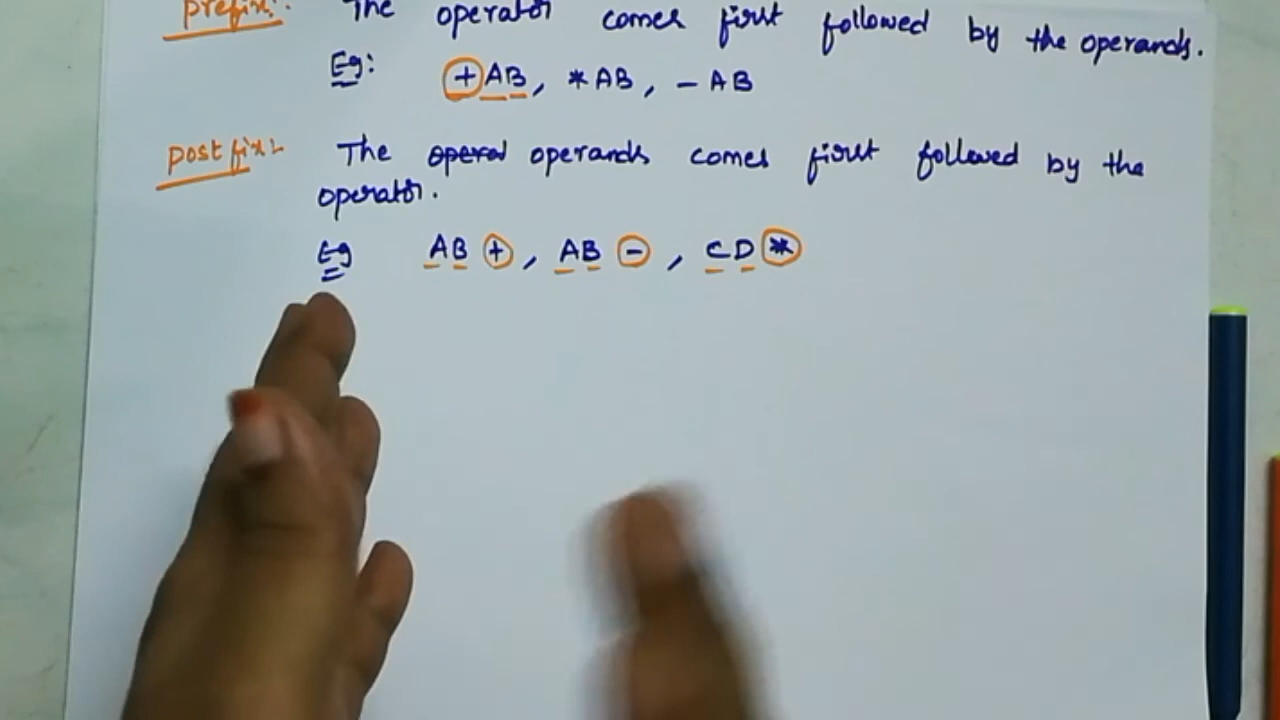 prefix:- The operator comes first followed by the operands.
Eg: +AB, *AB, -AB
postfix:- The operands comes first followed by the
operator.
Eg AB +, AB -, CD *